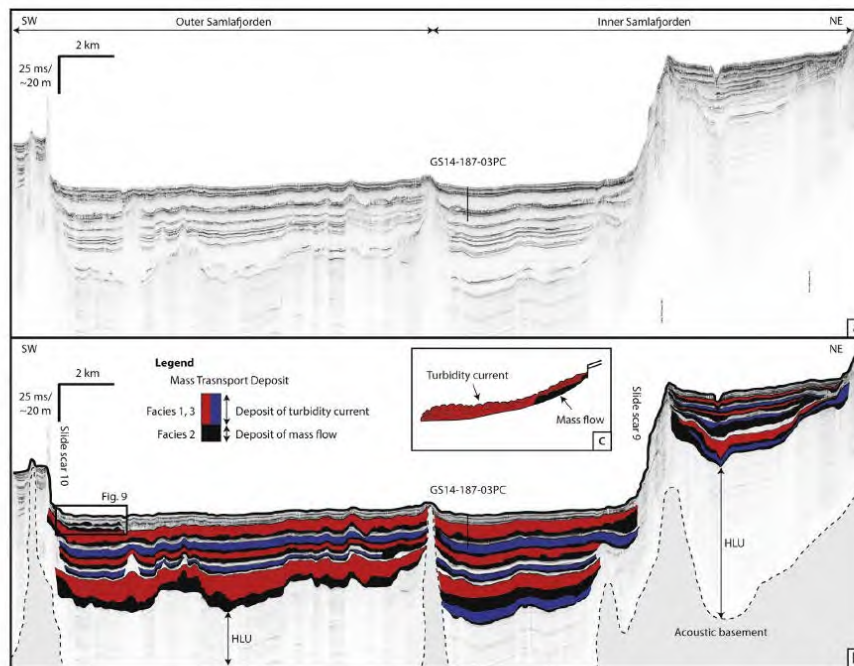 SW
Outer Samlafjorden
Inner Samlafjorden
NE
2 km
25 ms/
~20 m
GS14-187-03PC
SW
Legend
NE
Mass Trasnsport Deposit
2 km
Turbidity current
Facies 1, 3
Deposit of turbidity current
25 ms/
~20 m
Facies 2
Deposit of mass flow
Mass flow
C
Slide scar 10
Slide scar 9
Fig. 9
GS14-187-03PC
HLU
HLU
Acoustic basement